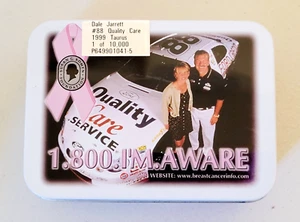 Dale Jarrett
#88 Quality Care
1999 Taurus
1 of 10,000
P649901041-5
88
Quality
Care
SERVICE
1.800.I'M.AWARE
WEBSITE: www.breastcancerinfo.com